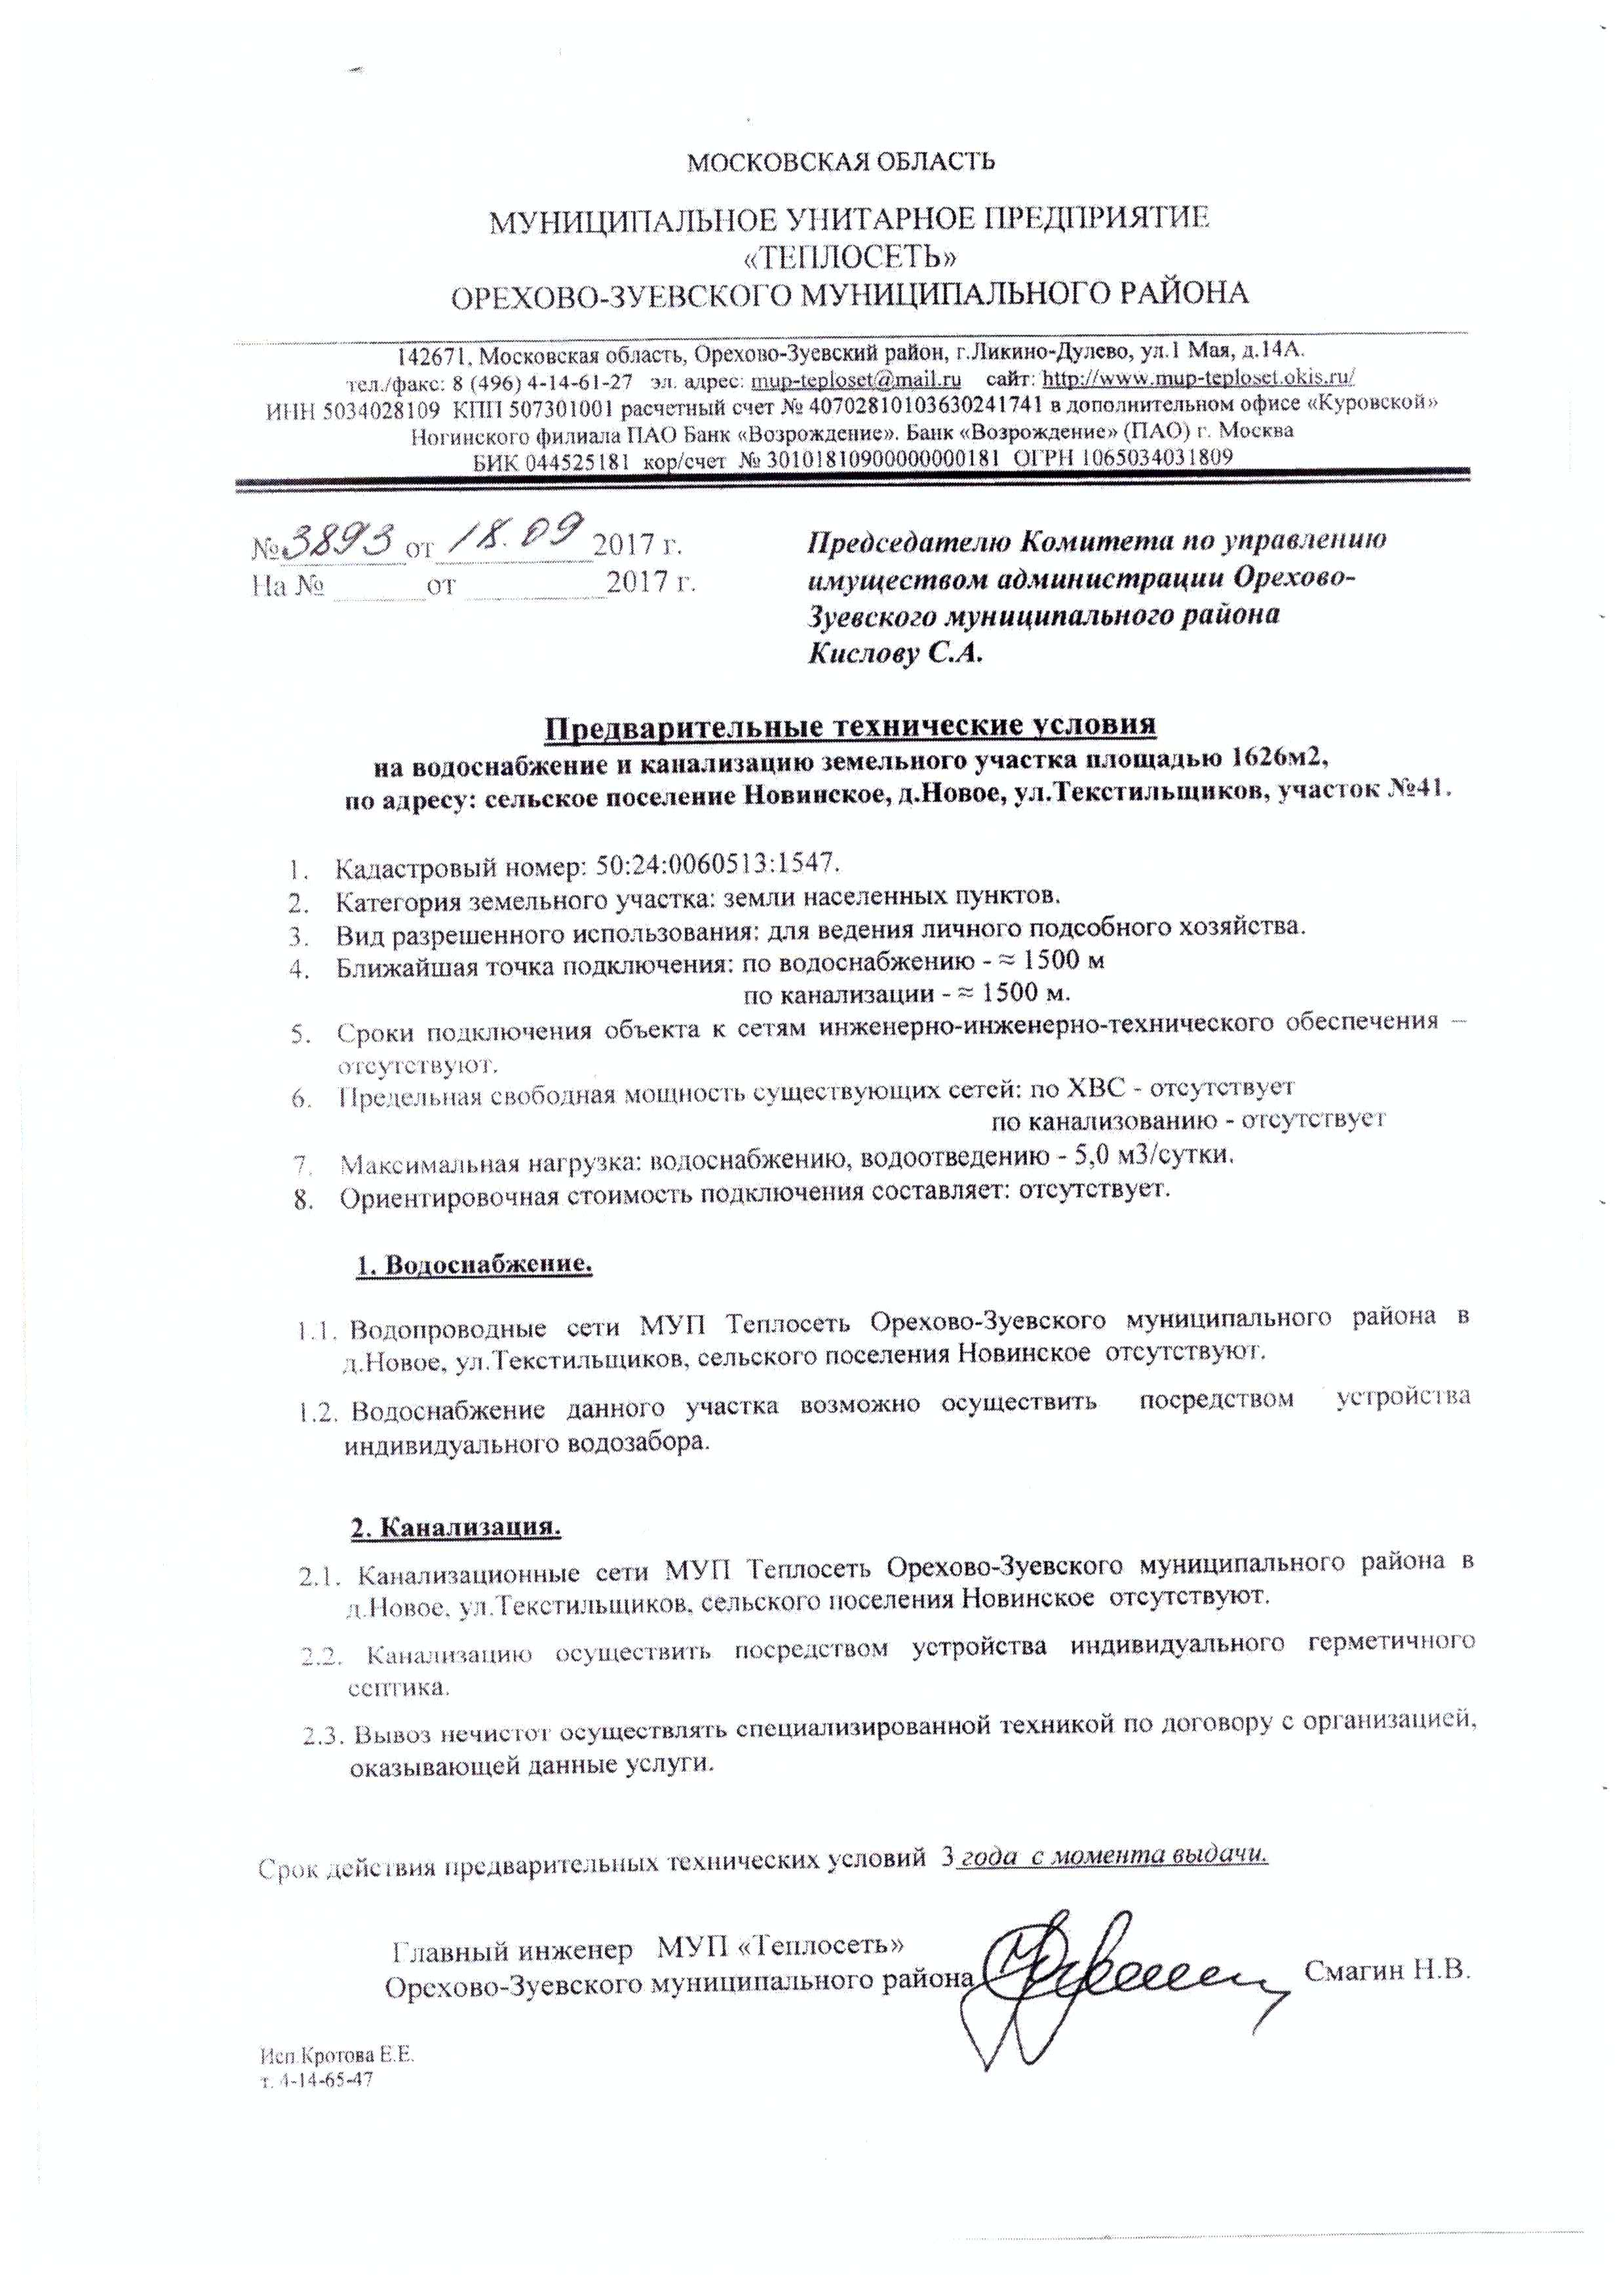 МОСКОВСКАЯ ОБЛАСТЬ
МУНИЦИПАЛЬНОЕ УНИТАРНОЕ ПРЕДПРИЯТИЕ
«ТЕПЛОСЕТЬ»
ОРЕХОВО-ЗУЕВСКОГО МУНИЦИПАЛЬНОГО РАЙОНА
142671, Московская область, Орехово-Зуевский район, г.Ликино-Дулево, ул.1 Мая, д.14А.
тел./факс: 8 (496) 4-14-61-27 эл. адрес: mup-teploset@mail.ru сайт: http://www.mup-teploset.okis.ru/
ИНН 5034028109 КПП 507301001 расчетный счет № 40702810103630241741 в дополнительном офисе «Куровской»
Ногинского филиала ПАО Банк «Возрождение». Банк «Возрождение» (ПАО) г. Москва
БИК 044525181 кор/счет № 30101810900000000181 ОГРН 1065034031809
№ 3893 от 18.09 2017 г.
На № ______ от _________2017 г.
Председателю Комитета по управлению
имуществом администрации Орехово-
Зуевского муниципального района
Кислову С.А.
Предварительные технические условия
на водоснабжение и канализацию земельного участка площадью 1626м2,
по адресу: сельское поселение Новинское, д.Новое, ул.Текстильщиков, участок №41.
1. Кадастровый номер: 50:24:0060513:1547.
2. Категория земельного участка: земли населенных пунктов.
3. Вид разрешенного использования: для ведения личного подсобного хозяйства.
4. Ближайшая точка подключения: по водоснабжению - ≈ 1500 м
по канализации - ≈ 1500 м.
5. Сроки подключения объекта к сетям инженерно-инженерно-технического обеспечения –
отсутствуют.
6. Предельная свободная мощность существующих сетей: по ХВС - отсутствует
по канализованию - отсутствует
7. Максимальная нагрузка: водоснабжению, водоотведению - 5,0 м3/сутки.
8. Ориентировочная стоимость подключения составляет: отсутствует.
1. Водоснабжение.
1.1. Водопроводные сети МУП Теплосеть Орехово-Зуевского муниципального района в
д.Новое, ул.Текстильщиков, сельского поселения Новинское отсутствуют.
1.2. Водоснабжение данного участка возможно осуществить посредством устройства
индивидуального водозабора.
2. Канализация.
2.1. Канализационные сети МУП Теплосеть Орехово-Зуевского муниципального района в
д.Новое, ул.Текстильщиков, сельского поселения Новинское отсутствуют.
2.2. Канализацию осуществить посредством устройства индивидуального герметичного
септика.
2.3. Вывоз нечистот осуществлять специализированной техникой по договору с организацией,
оказывающей данные услуги.
Срок действия предварительных технических условий 3 года с момента выдачи.
Главный инженер МУП «Теплосеть»
Орехово-Зуевского муниципального района
Смагин Н.В.
Исп.Кротова Е.Е.
т. 4-14-65-47